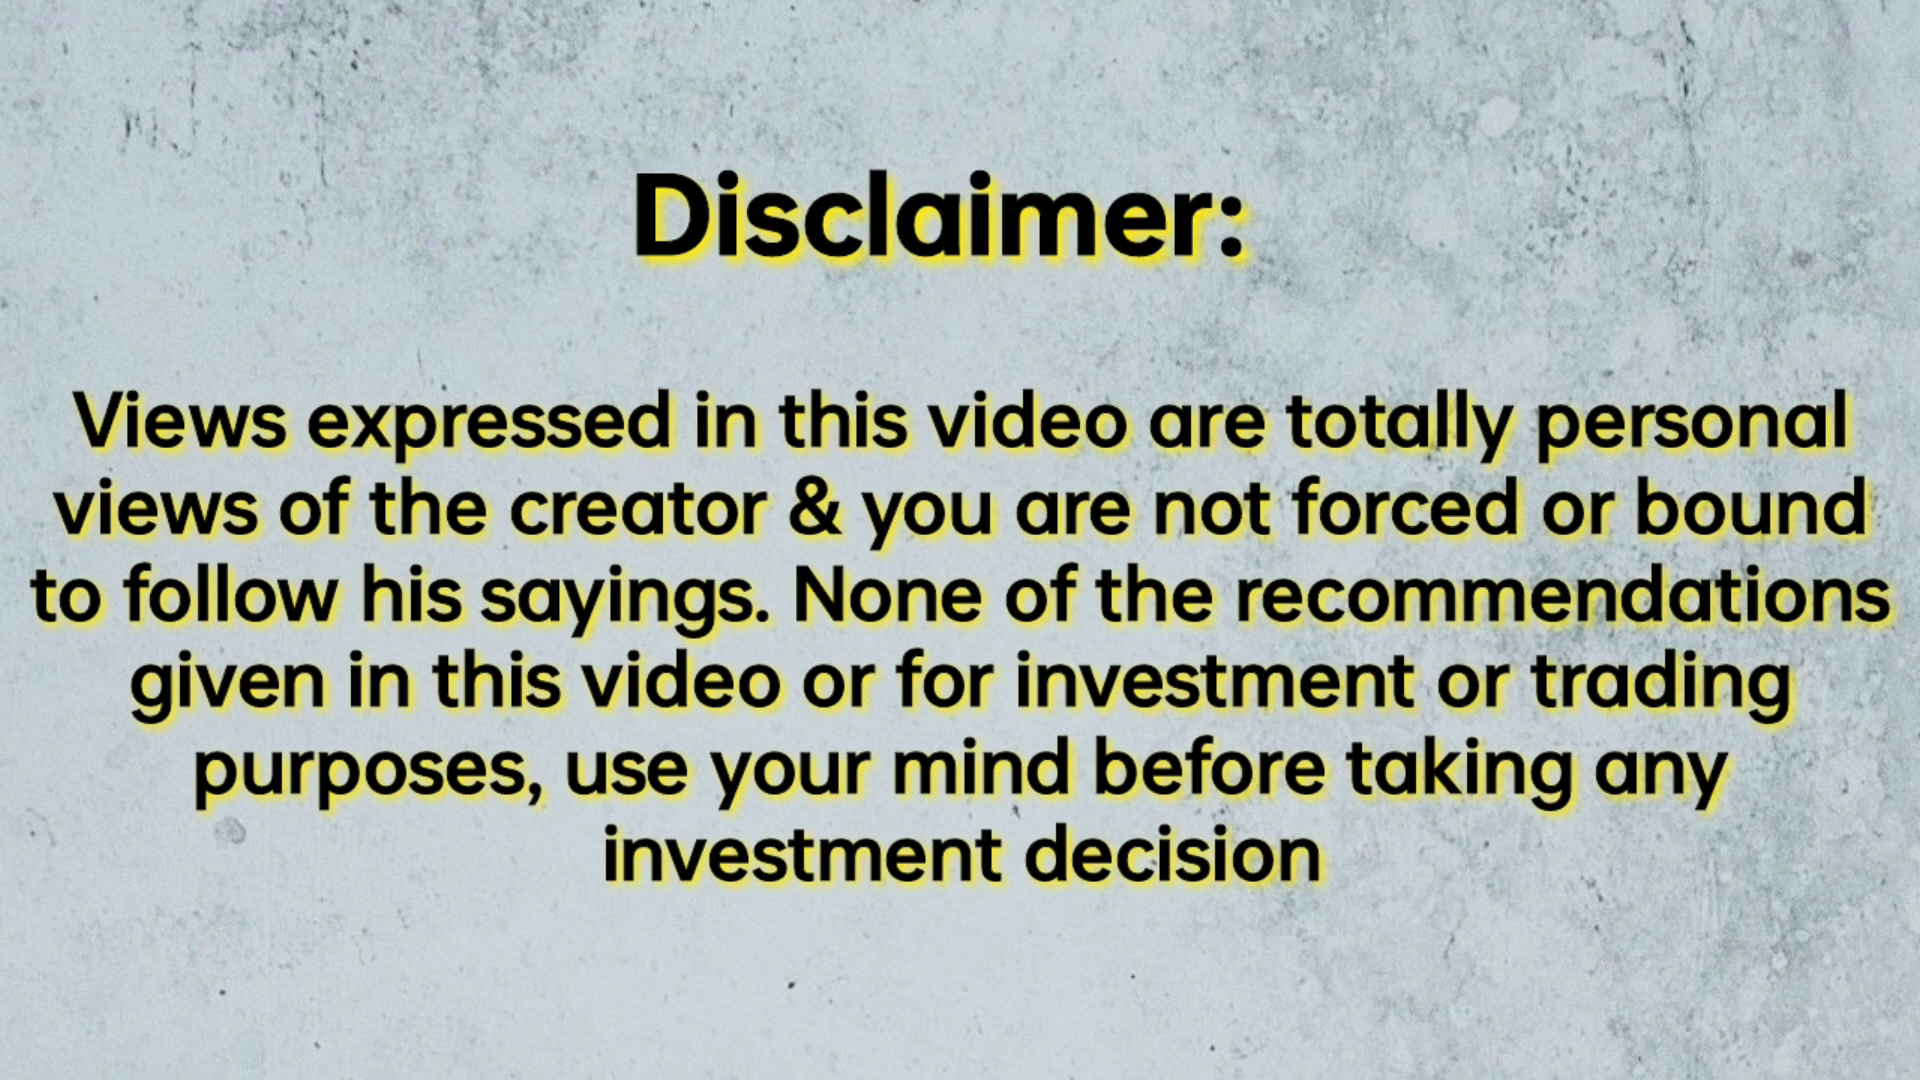 Disclaimer:
Views expressed in this video are totally personal
views of the creator & you are not forced or bound
to follow his sayings. None of the recommendations
given in this video or for investment or trading
purposes, use your mind before taking any
investment decision